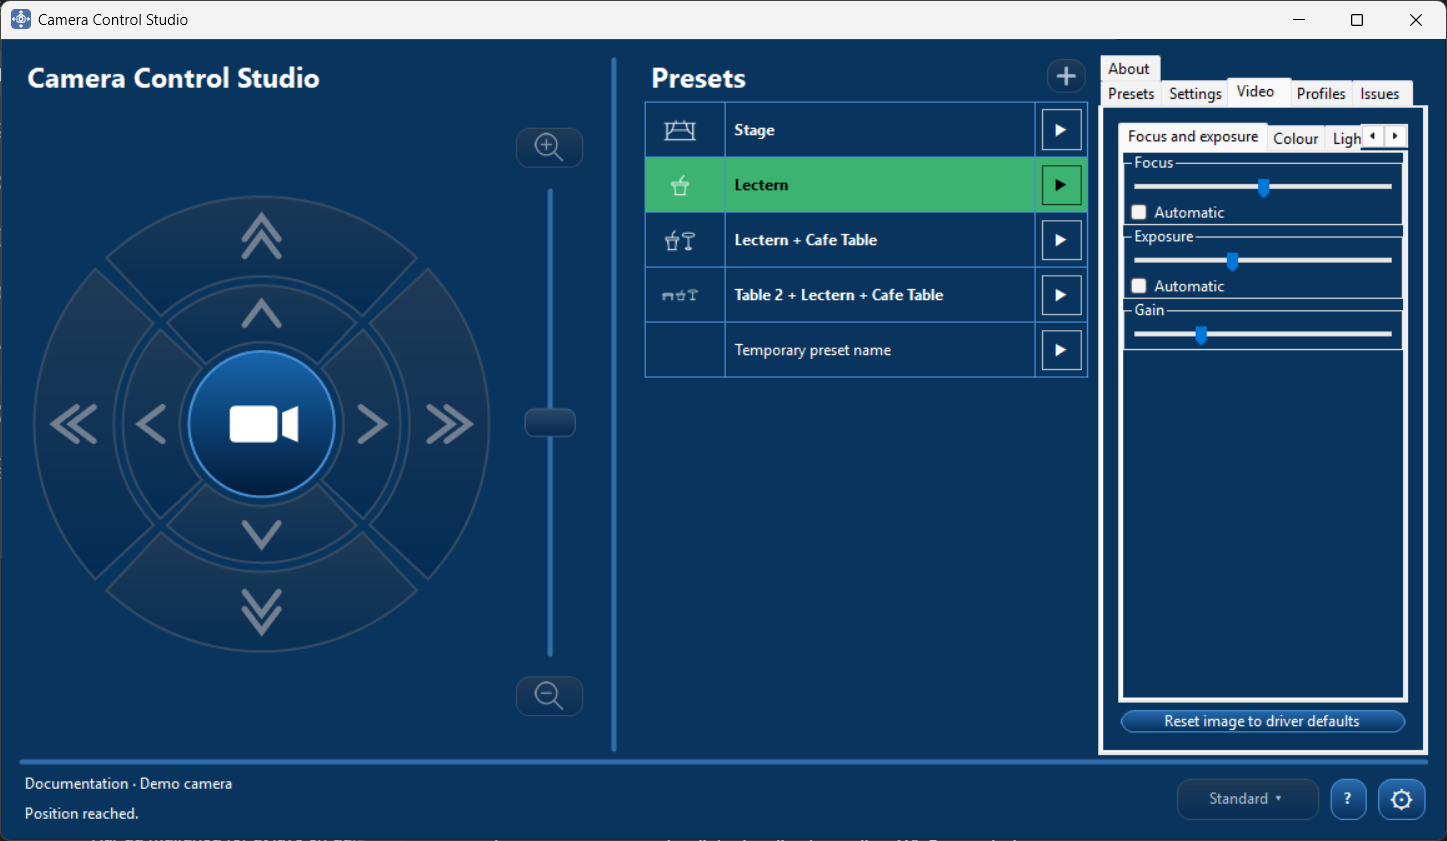 Camera Control Studio
Camera Control Studio
Presets
Stage
Lectern
Lectern + Cafe Table
Table 2 + Lectern + Cafe Table
Temporary preset name
About
Presets Settings Video Profiles Issues
Focus and exposure Colour Ligh
Focus
Automatic
Exposure
Automatic
Gain
Reset image to driver defaults
Documentation · Demo camera
Position reached.
Standard
?